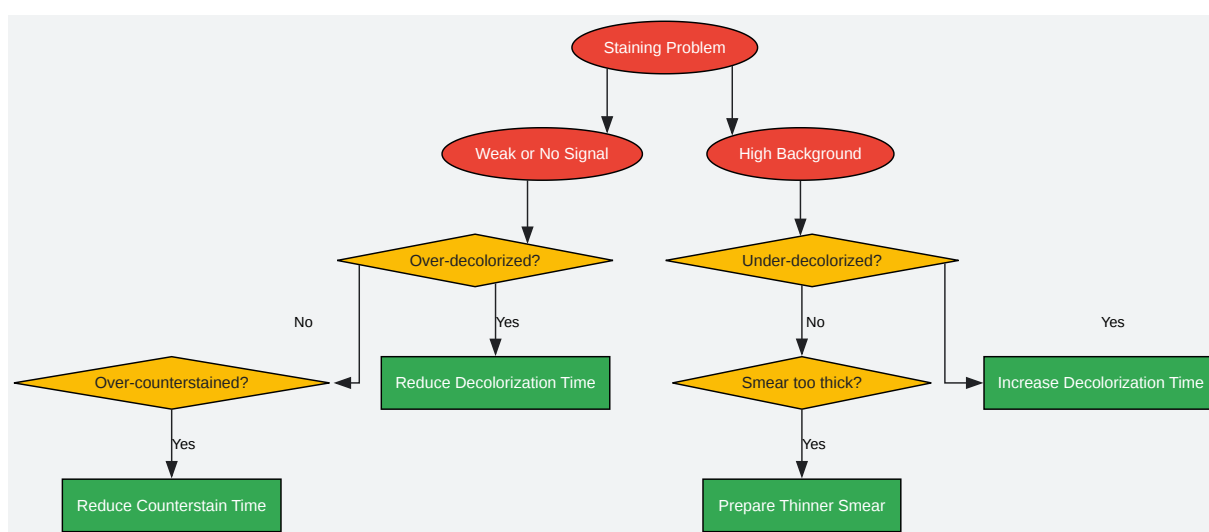 Staining Problem
Weak or No Signal
High Background
Over-decolorized?
Under-decolorized?
No
Yes
No
Yes
Over-counterstained?
Reduce Decolorization Time
Smear too thick?
Increase Decolorization Time
Yes
Yes
Reduce Counterstain Time
Prepare Thinner Smear